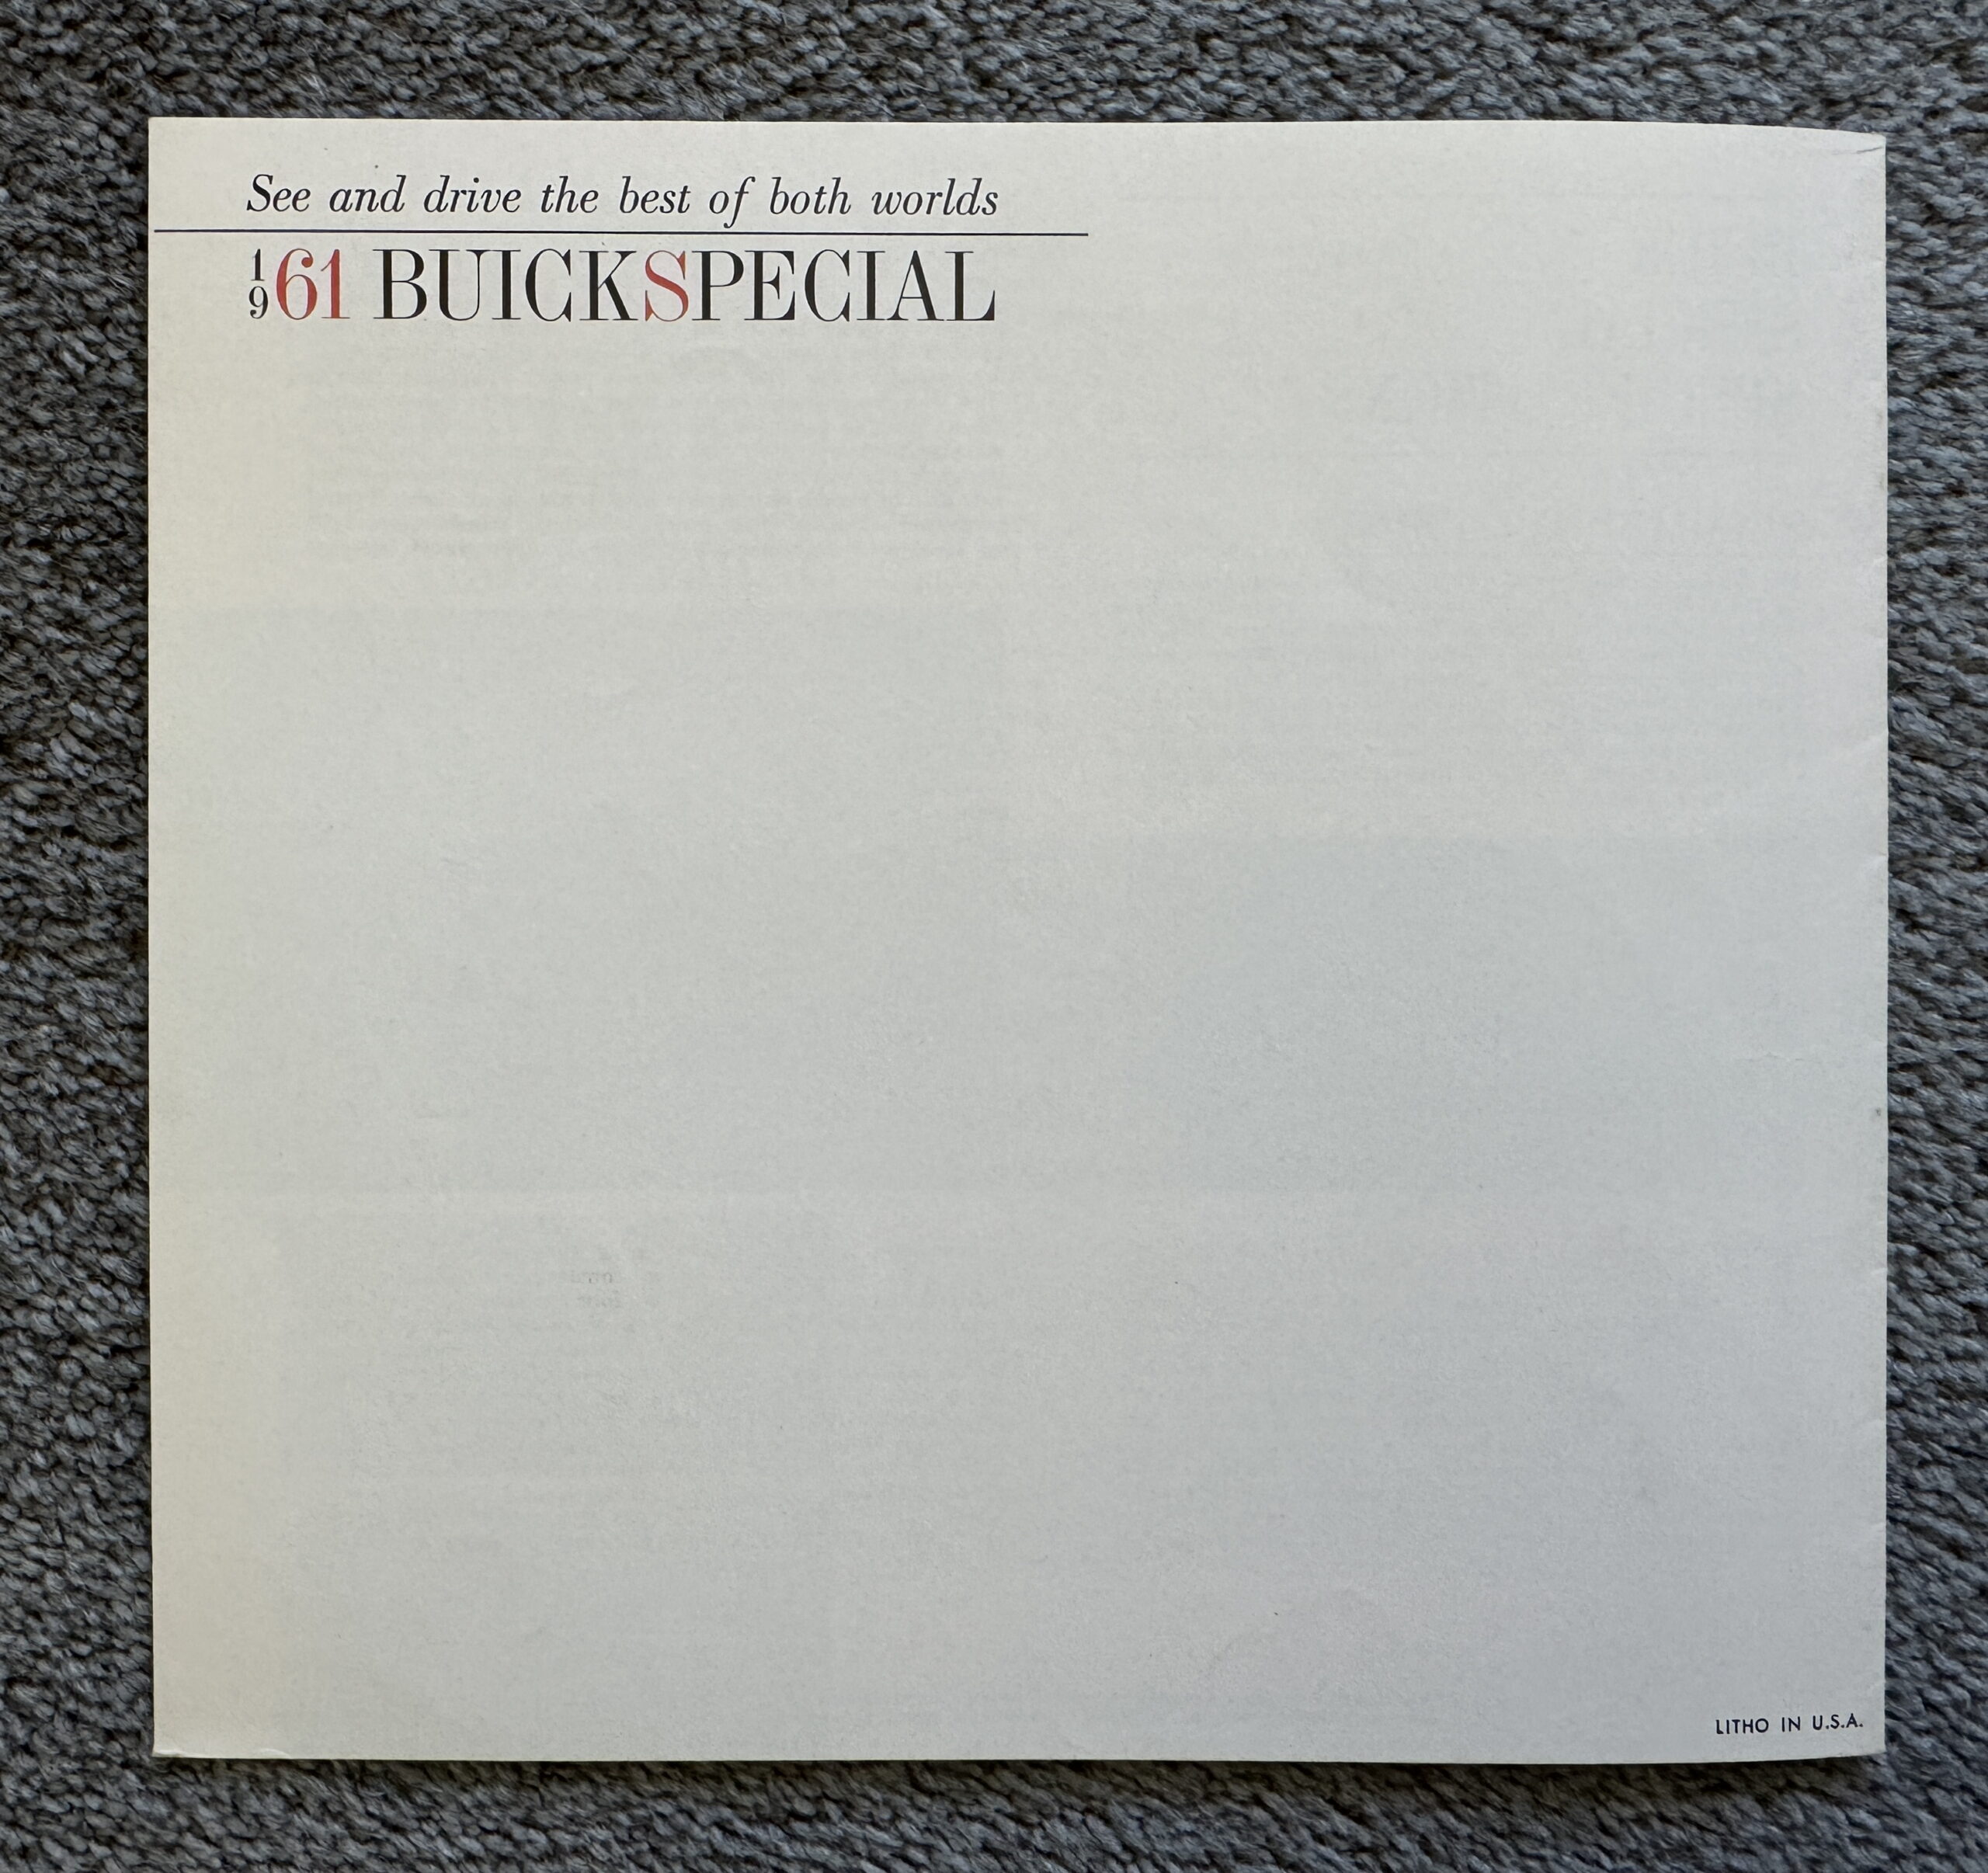 See and drive the best of both worlds
1961 BUICKSPECIAL
LITHO IN U.S.A.